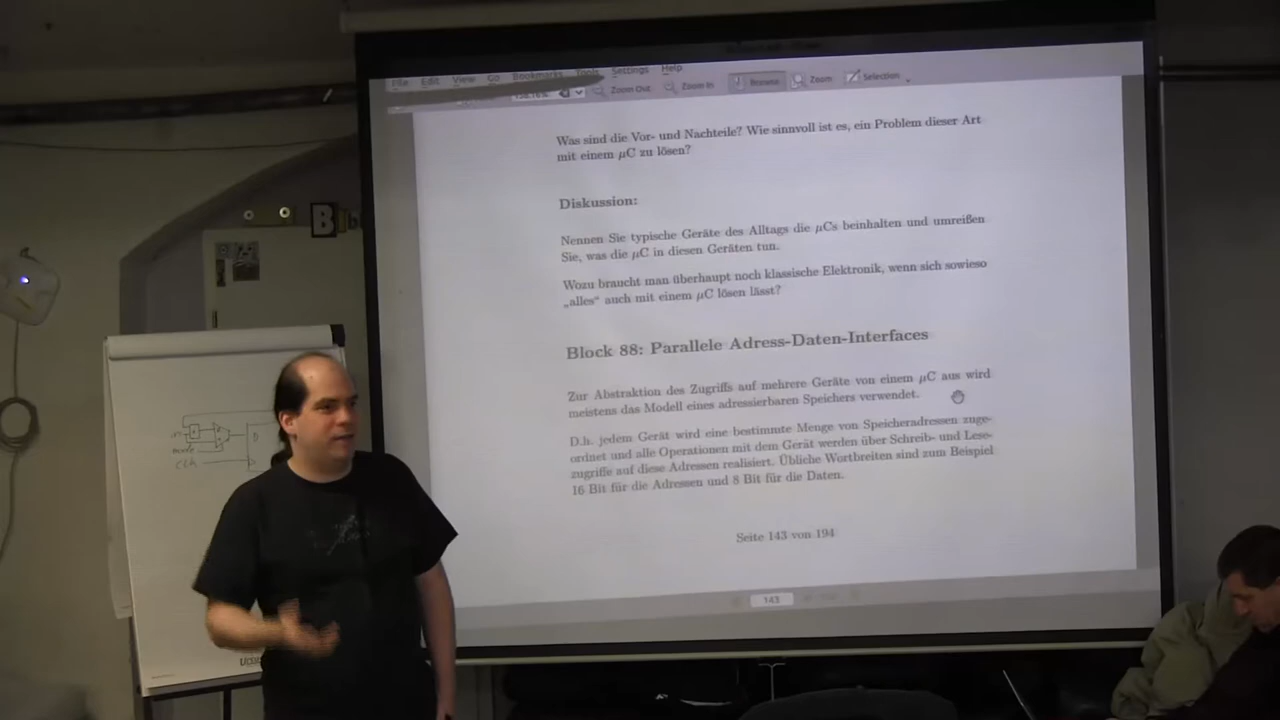 File Edit View Go Bookmarks Tools Settings Help
Zoom Out Zoom In Browse Zoom Selection
Was sind die Vor- und Nachteile? Wie sinnvoll ist es, ein Problem dieser Art
mit einem μC zu lösen?
Diskussion:
Nennen Sie typische Geräte des Alltags die μCs beinhalten und umreißen
Sie, was die μC in diesen Geräten tun.
Wozu braucht man überhaupt noch klassische Elektronik, wenn sich sowieso
„alles“ auch mit einem μC lösen lässt?
Block 88: Parallele Adress-Daten-Interfaces
Zur Abstraktion des Zugriffs auf mehrere Geräte von einem μC aus wird
meistens das Modell eines adressierbaren Speichers verwendet.
D.h. jedem Gerät wird eine bestimmte Menge von Speicheradressen zuge-
ordnet und alle Operationen mit dem Gerät werden über Schreib- und Lese-
zugriffe auf diese Adressen realisiert. Übliche Wortbreiten sind zum Beispiel
16 Bit für die Adressen und 8 Bit für die Daten.
Seite 143 von 194
143
B
D